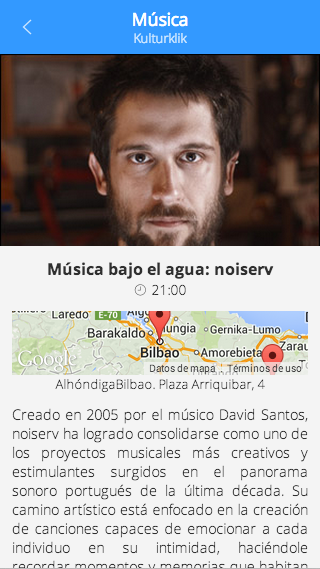 Música
Kulturklik
Música bajo el agua: noiserv
21:00
Laredo
E-70
Barakaldo
Gernika-Lumo
Bilbao
Amorebieta
Zarau
Google
Datos de mapa
Términos de uso
AlhóndigaBilbao. Plaza Arriquibar, 4
Creado en 2005 por el músico David Santos,
noiserv ha logrado consolidarse como uno de
los proyectos musicales más creativos y
estimulantes surgidos en el panorama
sonoro portugués de la última década. Su
camino artístico está enfocado en la creación
de canciones capaces de emocionar a cada
individuo en su intimidad, haciéndole
recordar momentos y memorias que habitan